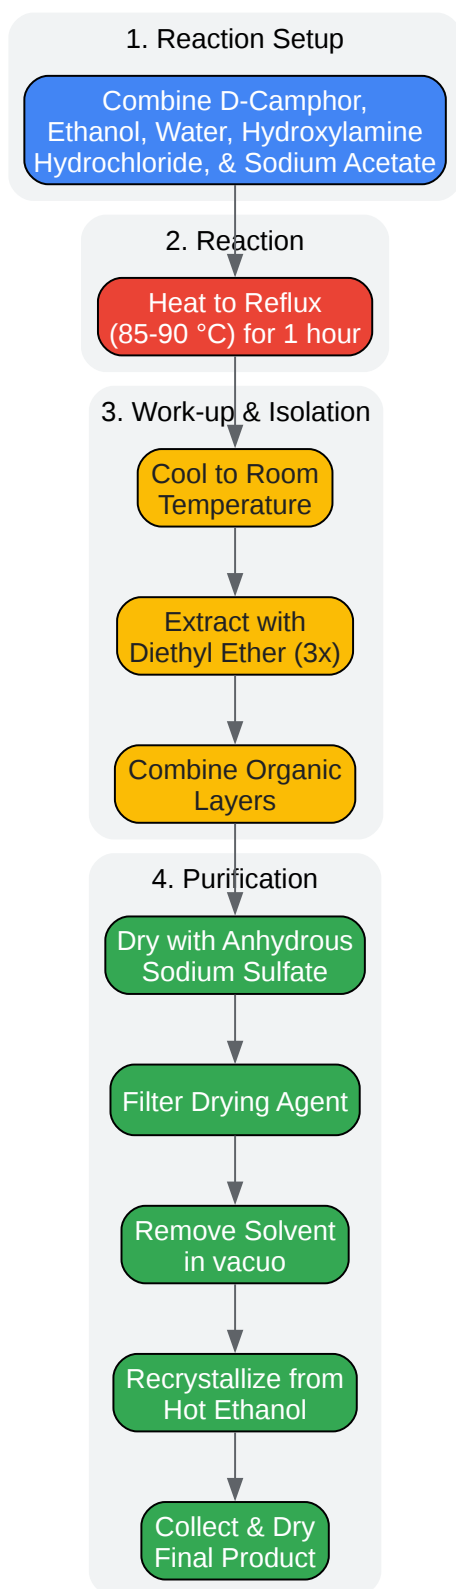 1. Reaction Setup
Combine D-Camphor,
Ethanol, Water, Hydroxylamine
Hydrochloride, & Sodium Acetate
2. Reaction
Heat to Reflux
(85-90 °C) for 1 hour
3. Work-up & Isolation
Cool to Room
Temperature
Extract with
Diethyl Ether (3x)
Combine Organic
Layers
4. Purification
Dry with Anhydrous
Sodium Sulfate
Filter Drying Agent
Remove Solvent
in vacuo
Recrystallize from
Hot Ethanol
Collect & Dry
Final Product